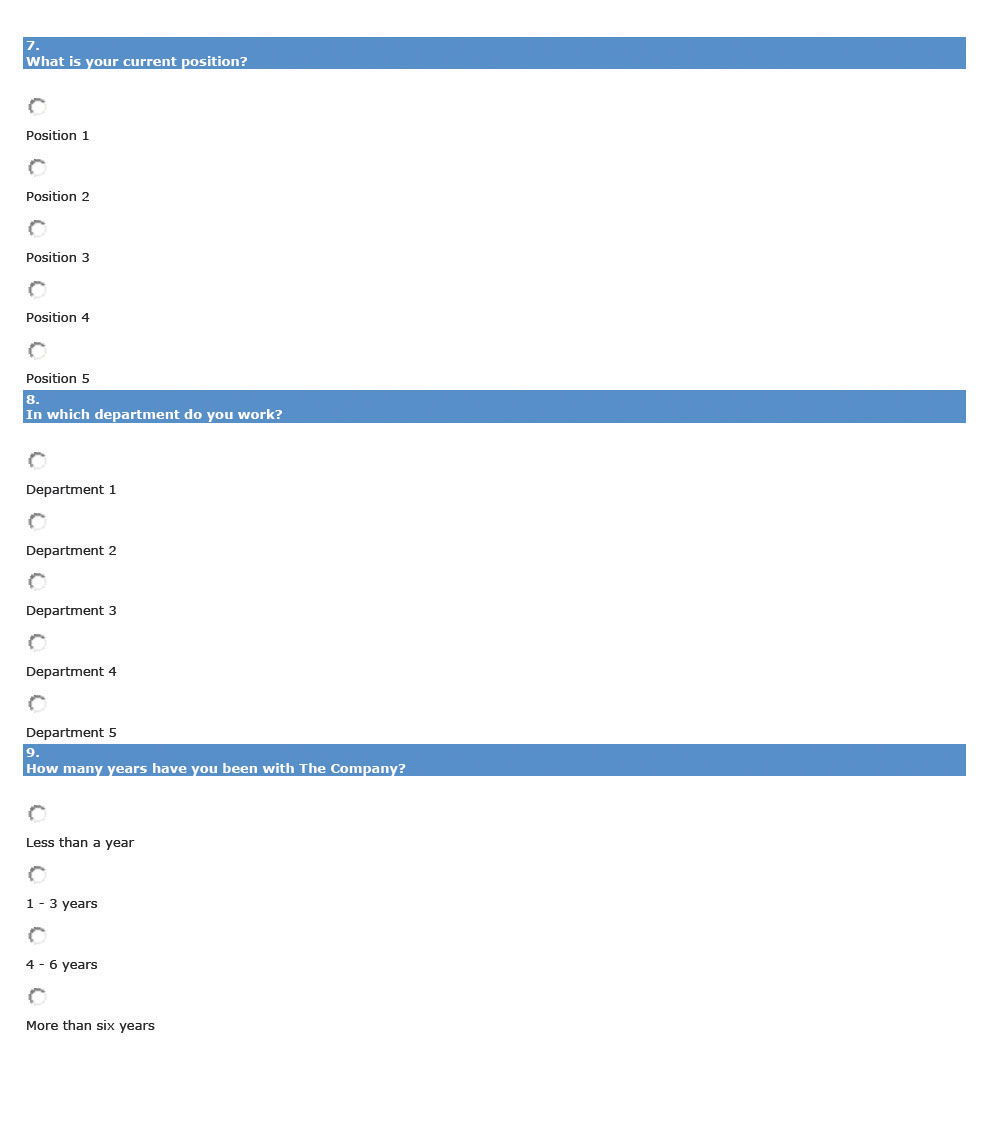 7.
What is your current position?
Position 1
Position 2
Position 3
Position 4
Position 5
8.
In which department do you work?
Department 1
Department 2
Department 3
Department 4
Department 5
9.
How many years have you been with The Company?
Less than a year
1 - 3 years
4 - 6 years
More than six years